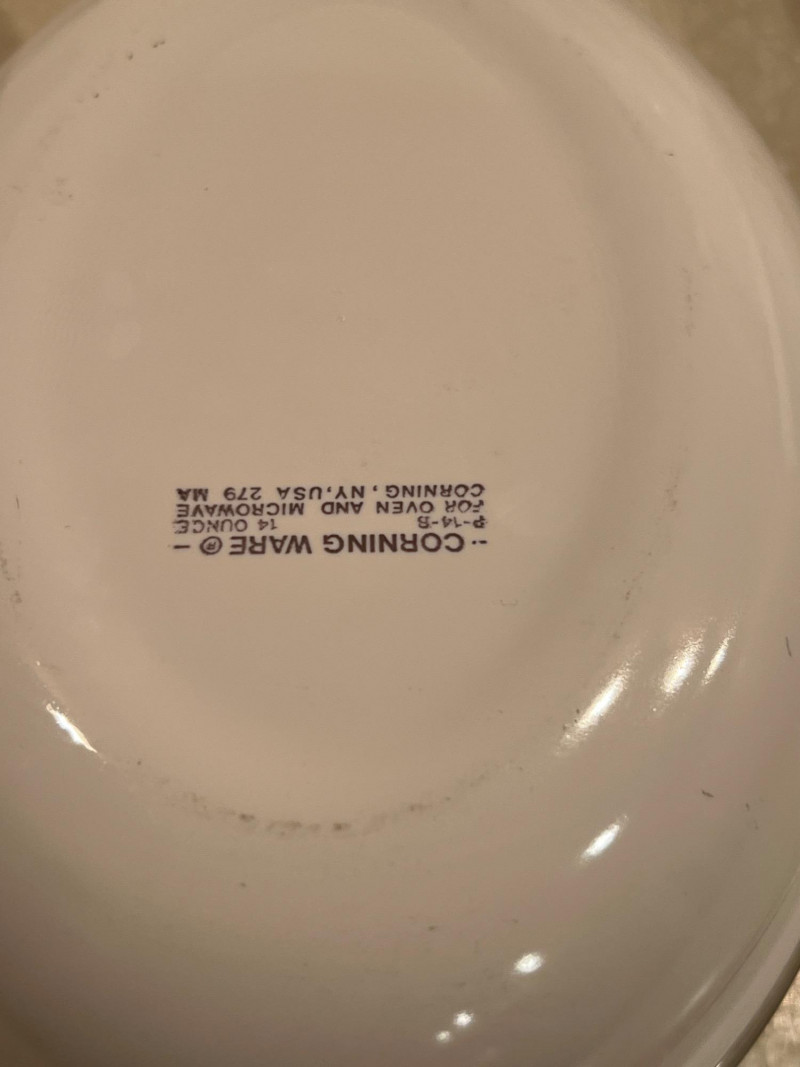 -- CORNING WARE ® -
P-14-B 14 OUNCE
FOR OVEN AND MICROWAVE
CORNING, NY, USA 279 MA